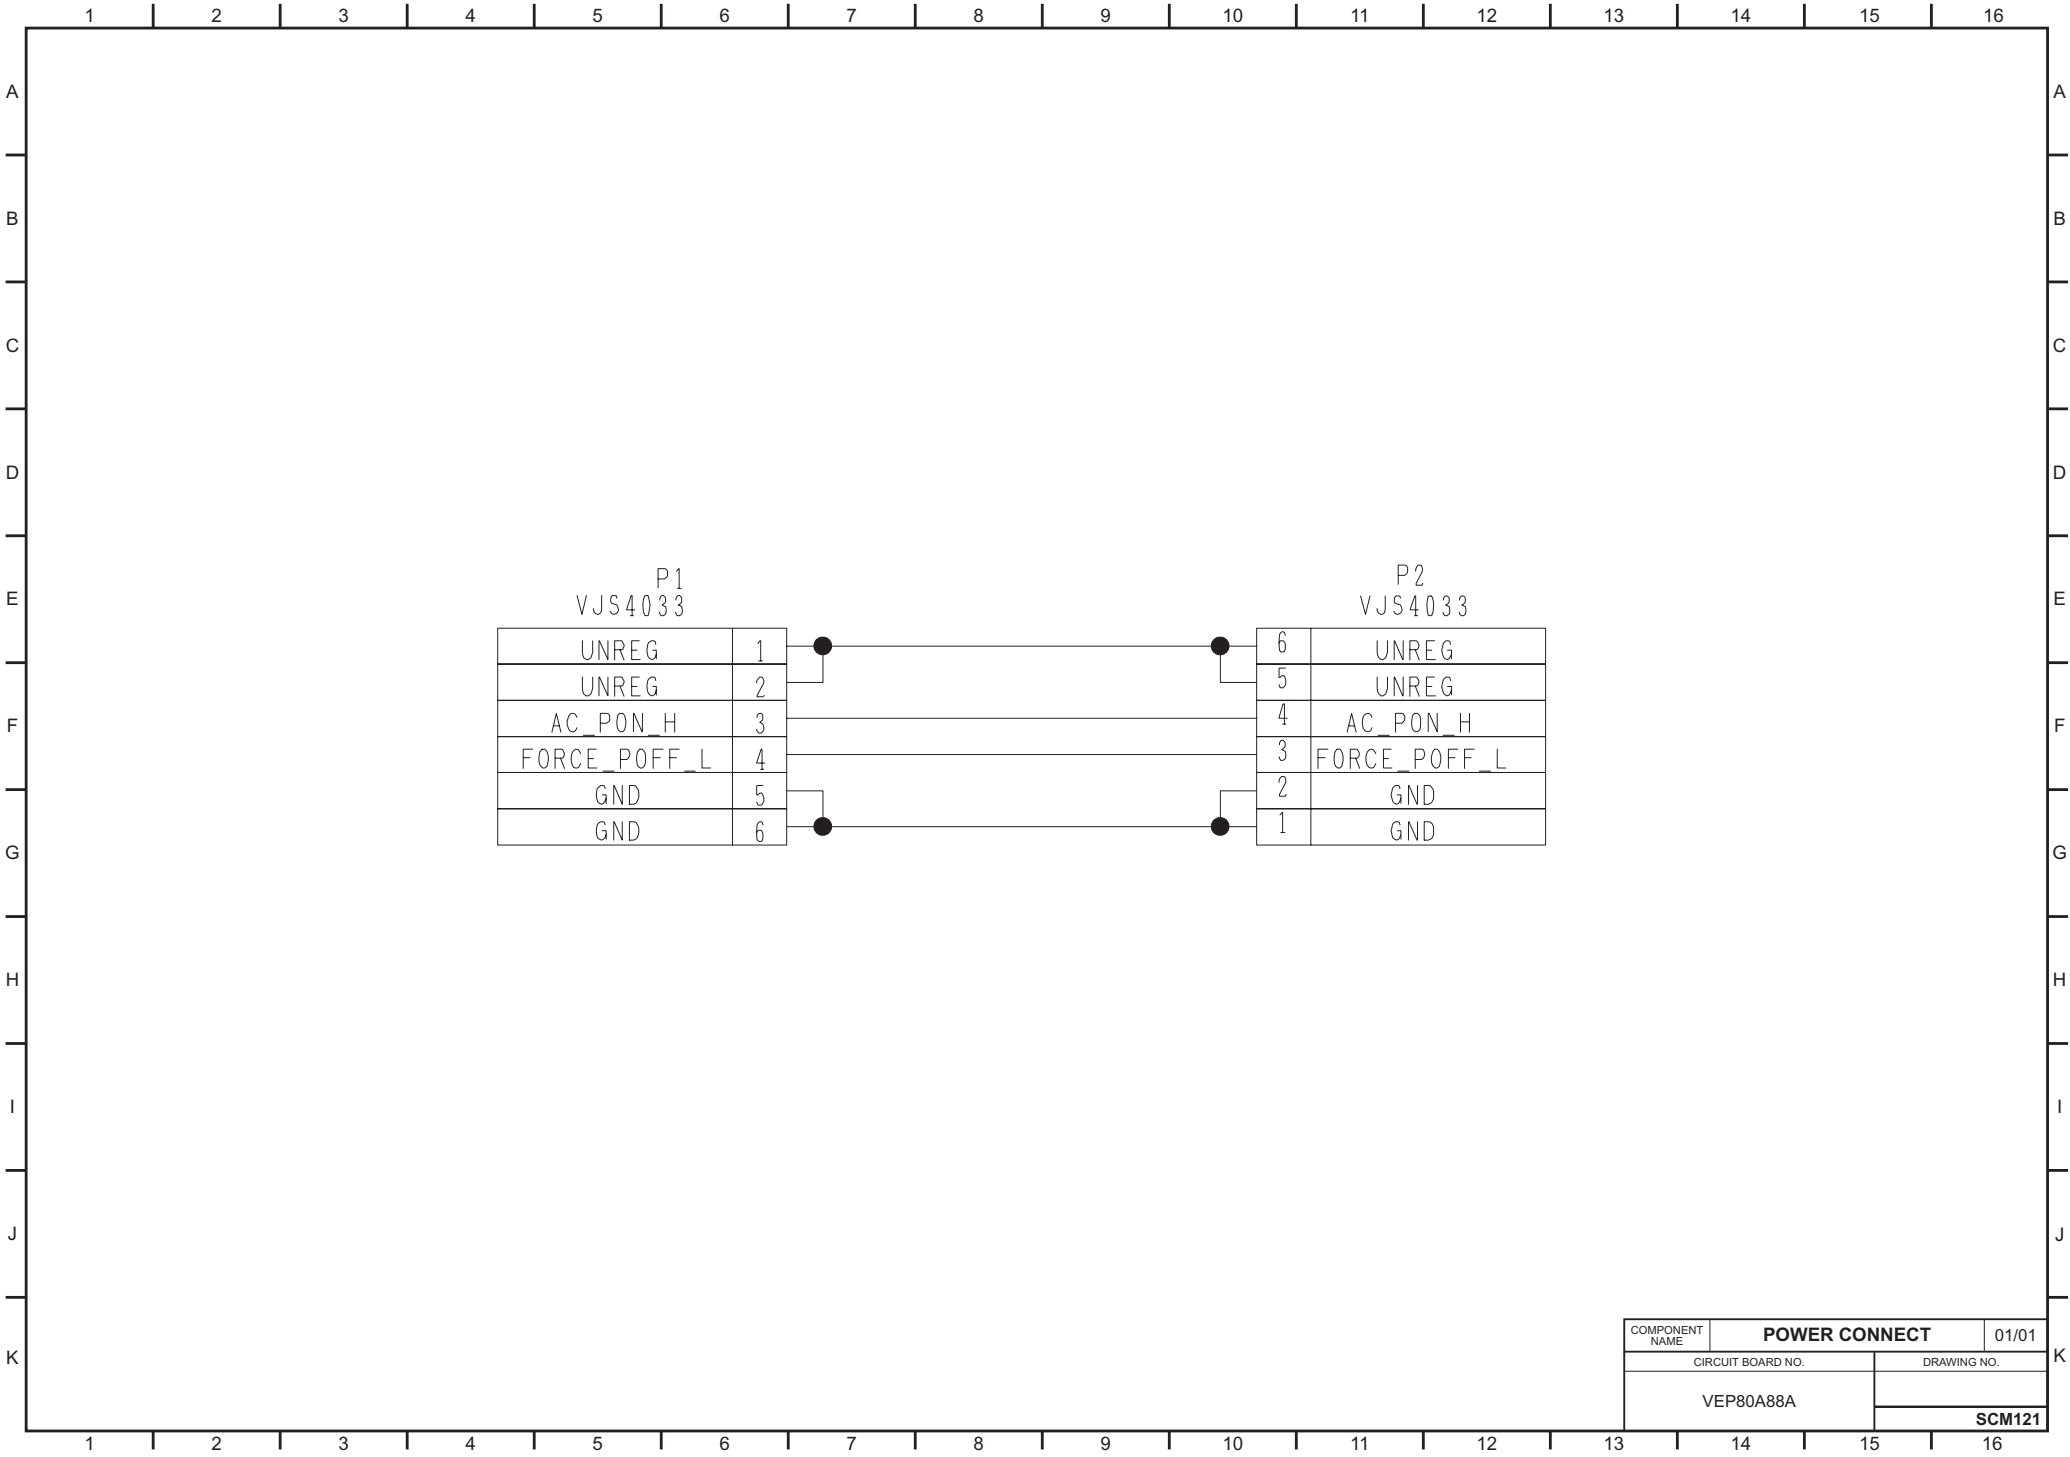 1 2 3 4 5 6 7 8 9 10 11 12 13 14 15 16
A A
B B
C C
D D
E E
F F
G G
H H
I I
J J
K K
P1
VJS4033
UNREG 1
UNREG 2
AC_PON_H 3
FORCE_POFF_L 4
GND 5
GND 6
P2
VJS4033
6 UNREG
5 UNREG
4 AC_PON_H
3 FORCE_POFF_L
2 GND
1 GND
COMPONENT NAME POWER CONNECT 01/01
CIRCUIT BOARD NO. DRAWING NO.
VEP80A88A
SCM121
1 2 3 4 5 6 7 8 9 10 11 12 13 14 15 16